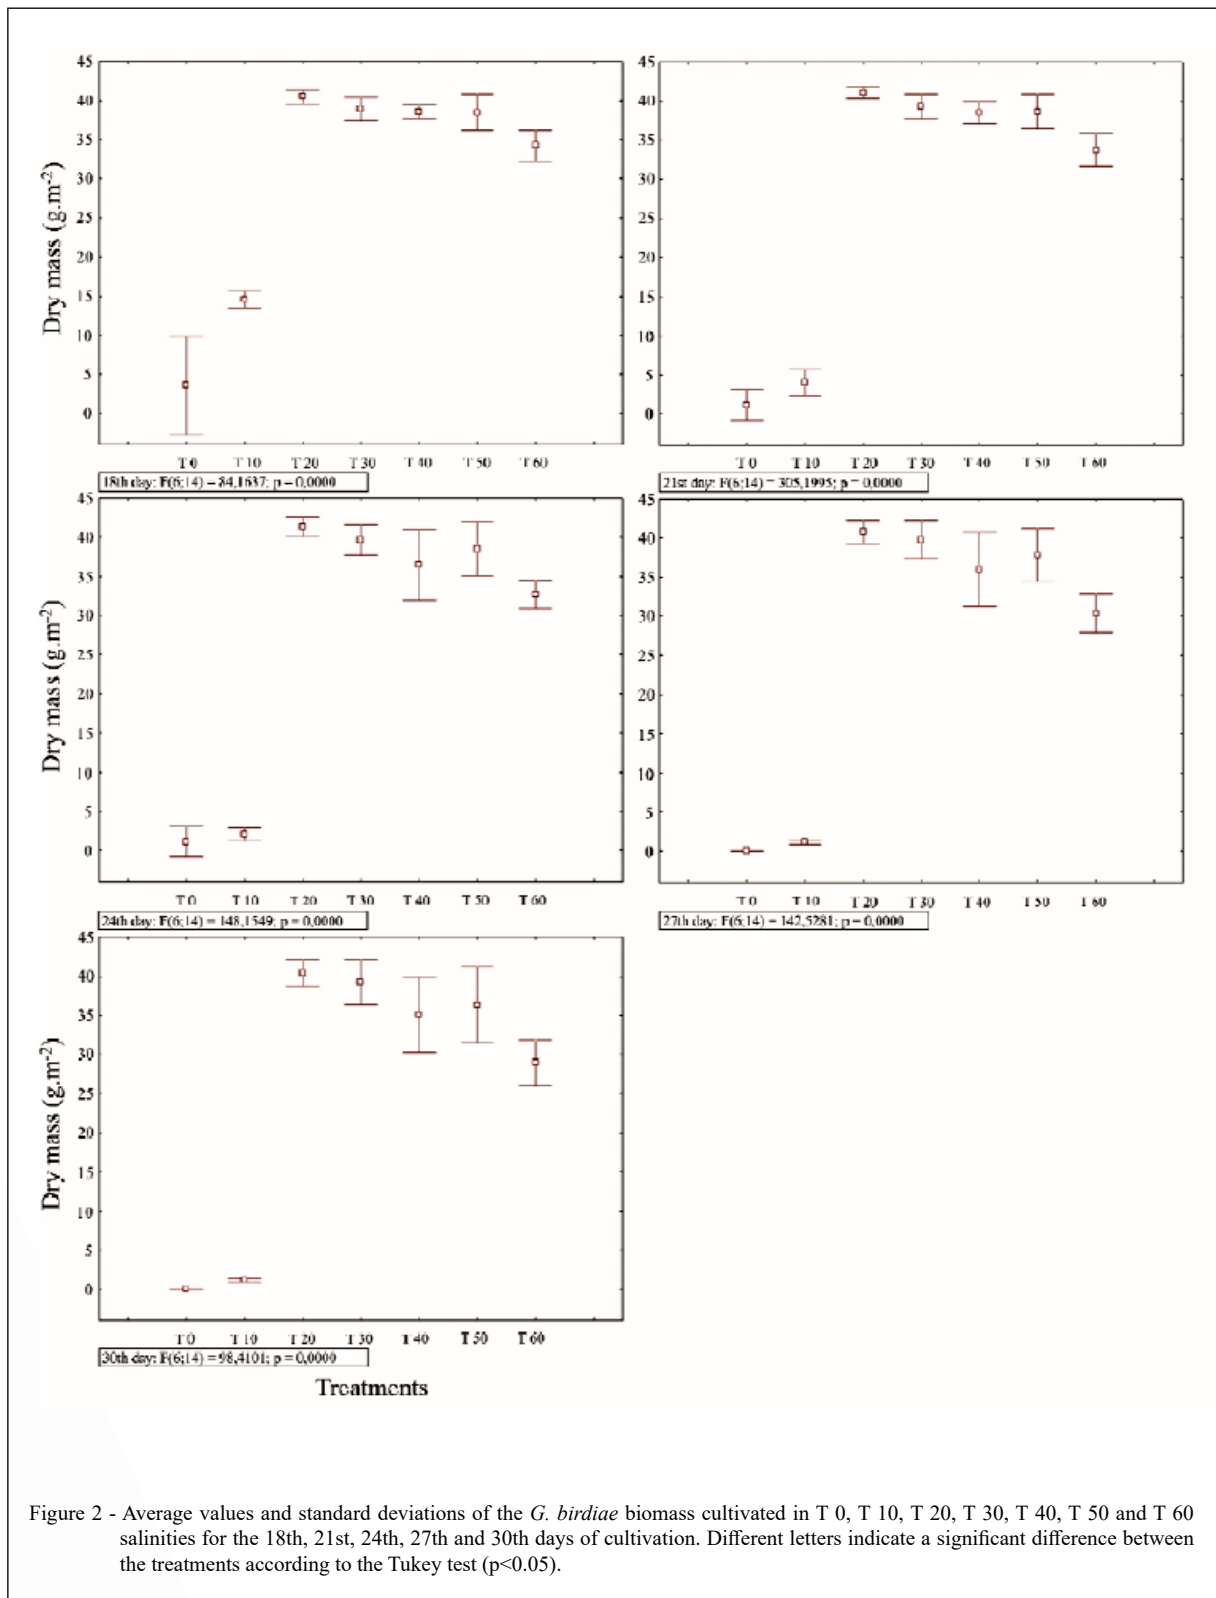 45
40
35
30
25
20
15
10
5
0
Dry mass (g.m-2)
T 0 T 10 T 20 T 30 T 40 T 50 T 60
18th day: F(6;14) = 84,1637; p = 0,0000
45
40
35
30
25
20
15
10
5
0
T 0 T 10 T 20 T 30 T 40 T 50 T 60
21st day: F(6;14) = 305,1995; p = 0,0000
45
40
35
30
25
20
15
10
5
0
Dry mass (g.m-2)
T 0 T 10 T 20 T 30 T 40 T 50 T 60
24th day: F(6;14) = 148,1549; p = 0,0000
45
40
35
30
25
20
15
10
5
0
T 0 T 10 T 20 T 30 T 40 T 50 T 60
27th day: F(6;14) = 142,5281; p = 0,0000
45
40
35
30
25
20
15
10
5
0
Dry mass (g.m-2)
T 0 T 10 T 20 T 30 T 40 T 50 T 60
30th day: F(6;14) = 98,4101; p = 0,0000
Treatments
Figure 2 - Average values and standard deviations of the G. birdiae biomass cultivated in T 0, T 10, T 20, T 30, T 40, T 50 and T 60
salinities for the 18th, 21st, 24th, 27th and 30th days of cultivation. Different letters indicate a significant difference between
the treatments according to the Tukey test (p<0.05).